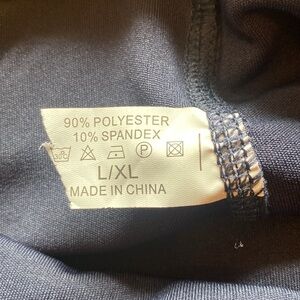 90% POLYESTER
10% SPANDEX
L/XL
MADE IN CHINA